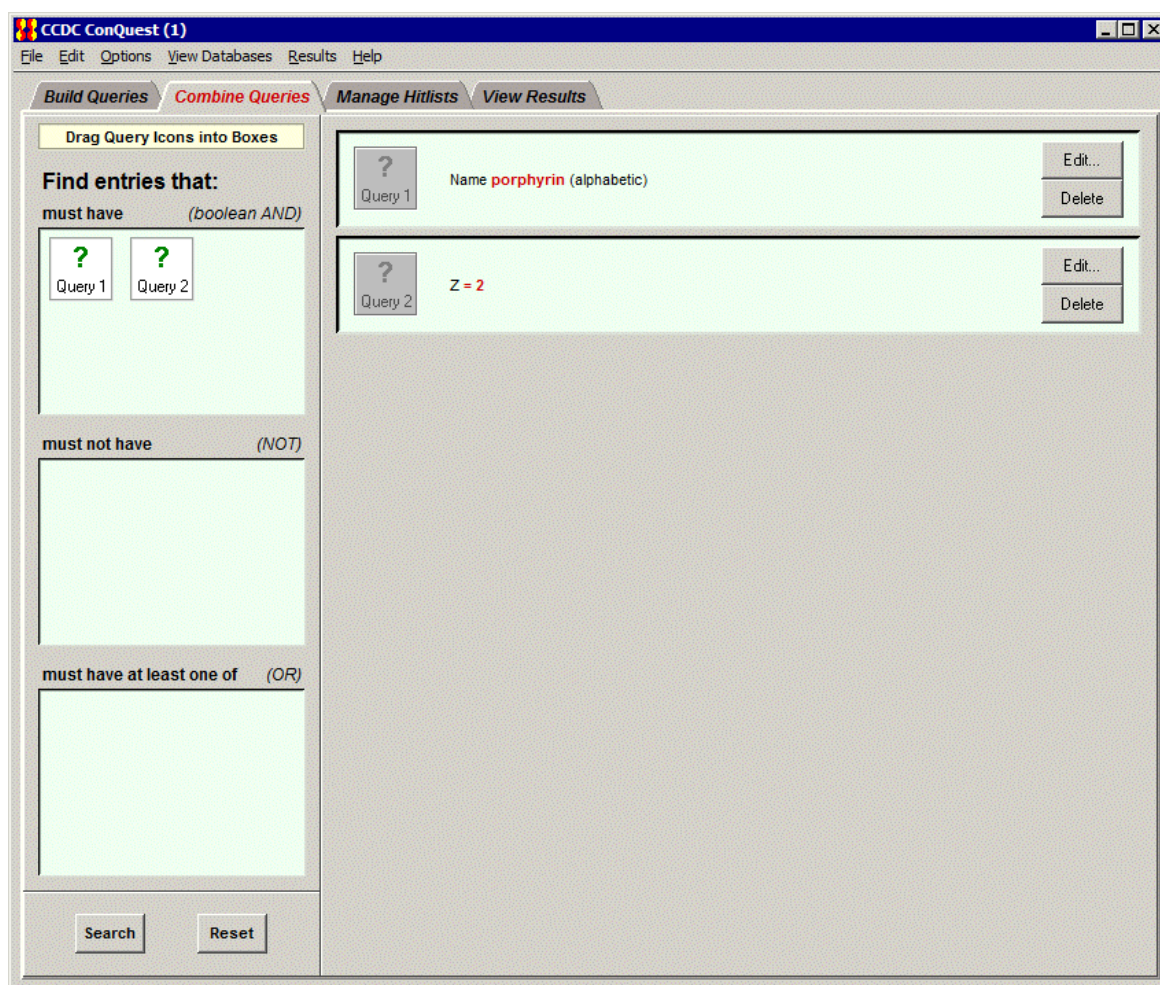 CCDC ConQuest (1)
File Edit Options View Databases Results Help
Build Queries Combine Queries Manage Hitlists View Results
Drag Query Icons into Boxes
Find entries that:
must have (boolean AND)
? ?
Query 1 Query 2
must not have (NOT)
must have at least one of (OR)
Search Reset
?
Query 1
Name porphyrin (alphabetic)
Edit...
Delete
?
Query 2
Z = 2
Edit...
Delete